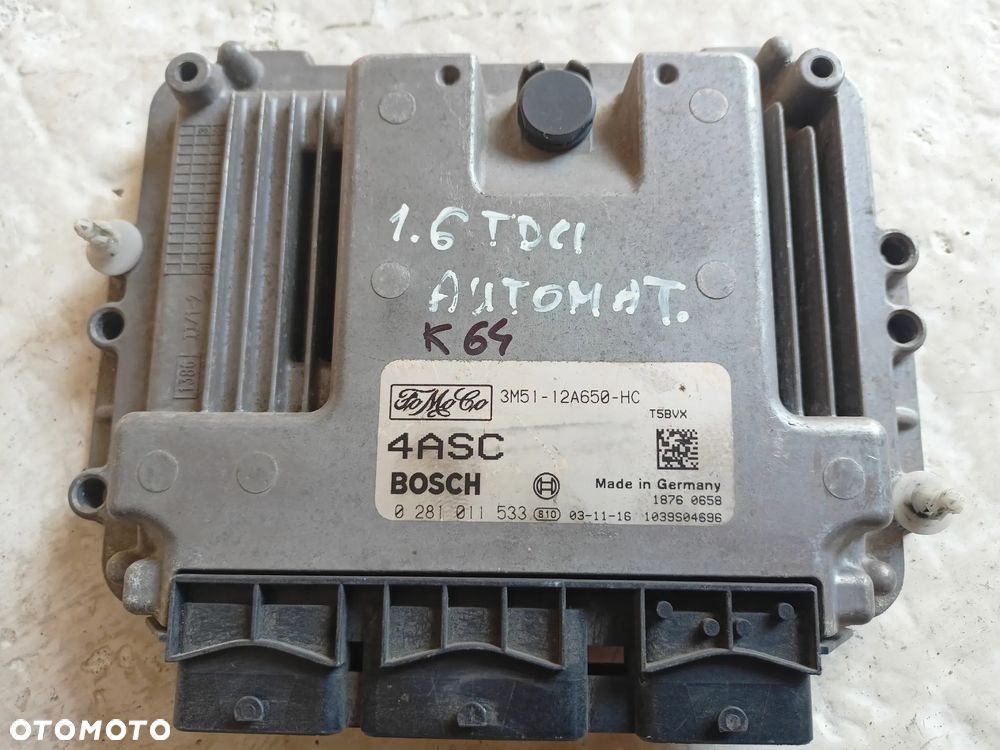 1.6 TDCI
AUTOMAT.
K 64
FoMoCo 3M51-12A650-HC
T5BVX
4ASC
BOSCH
Made in Germany
1876 0658
0 281 011 533 810 03-11-16 1039S04696
OTOMOTO